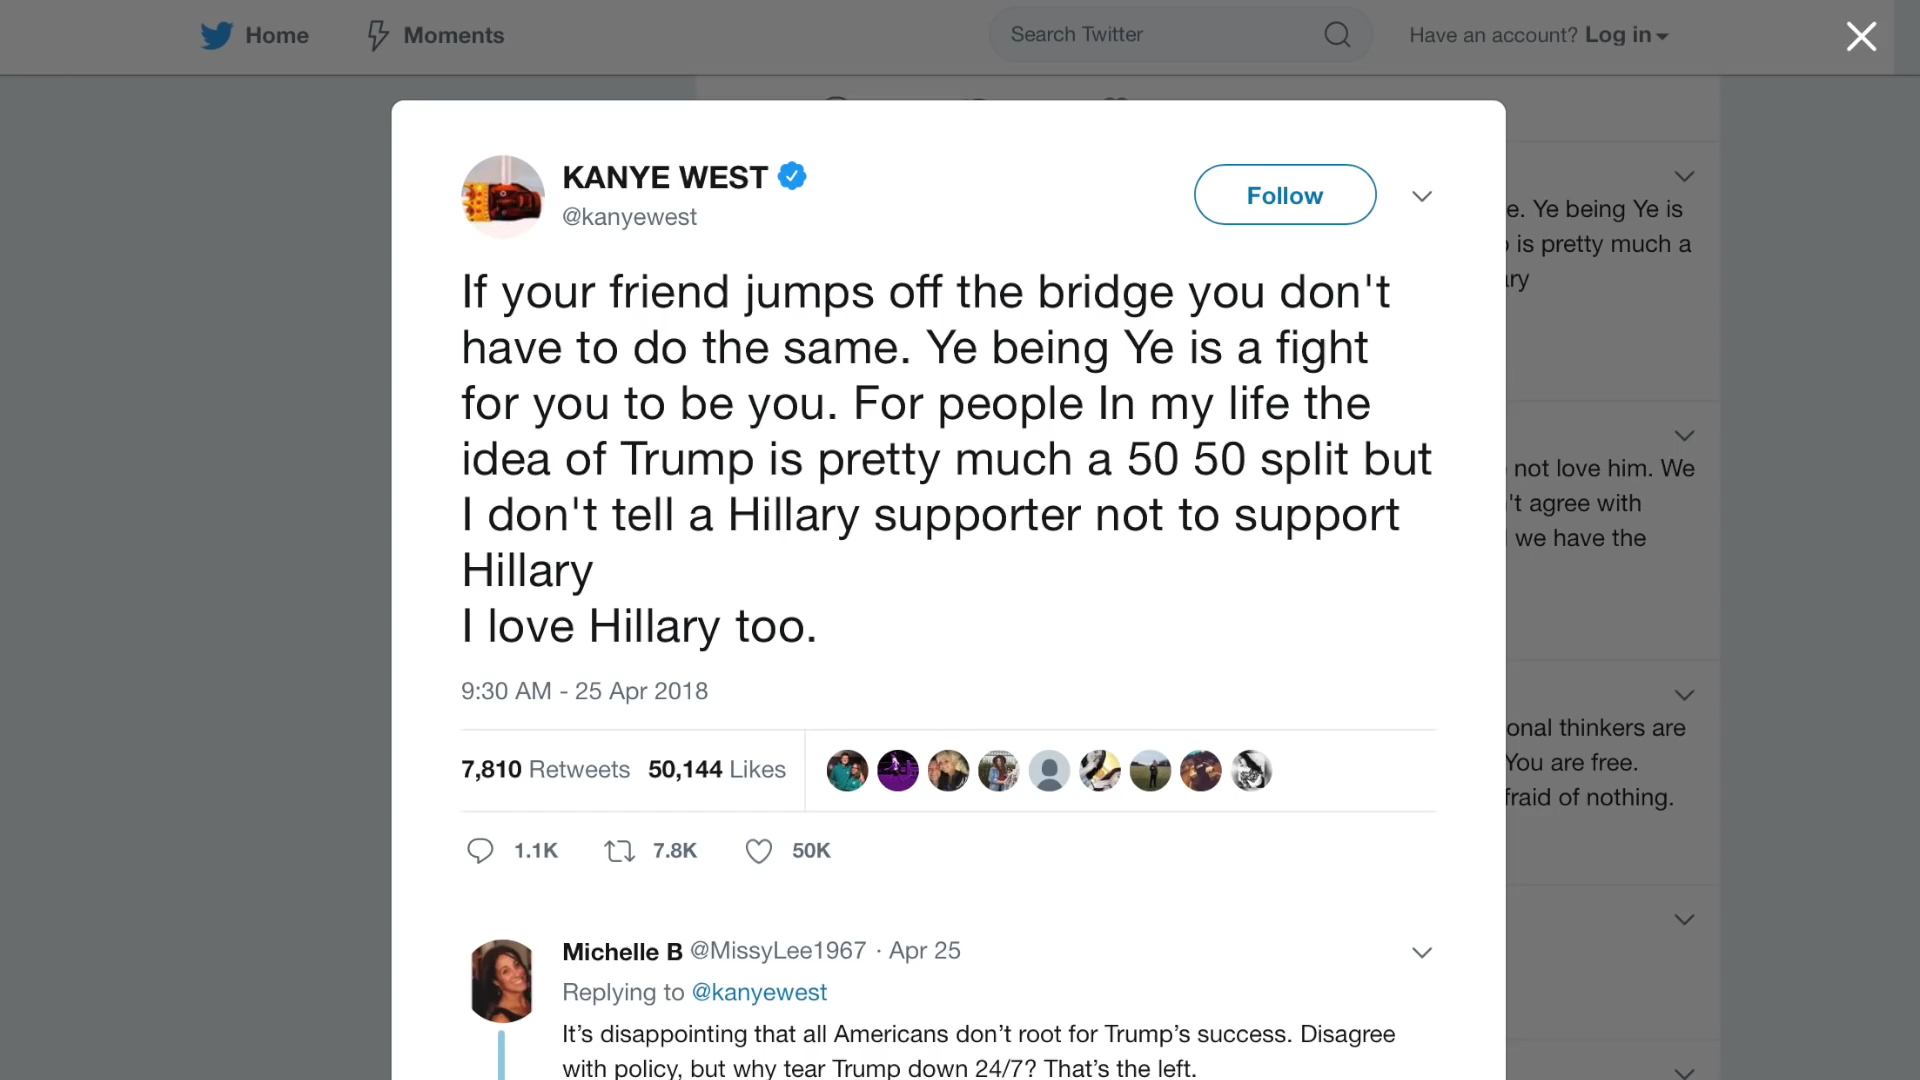 Home
Moments
Search Twitter
Have an account? Log in
KANYE WEST
@kanyewest
Follow
If your friend jumps off the bridge you don't
have to do the same. Ye being Ye is a fight
for you to be you. For people In my life the
idea of Trump is pretty much a 50 50 split but
I don't tell a Hillary supporter not to support
Hillary
I love Hillary too.
9:30 AM - 25 Apr 2018
7,810 Retweets 50,144 Likes
1.1K 7.8K 50K
Michelle B @MissyLee1967 · Apr 25
Replying to @kanyewest
It’s disappointing that all Americans don’t root for Trump’s success. Disagree
with policy, but why tear Trump down 24/7? That’s the left.
e. Ye being Ye is
is pretty much a
ry
not love him. We
't agree with
we have the
onal thinkers are
You are free.
fraid of nothing.